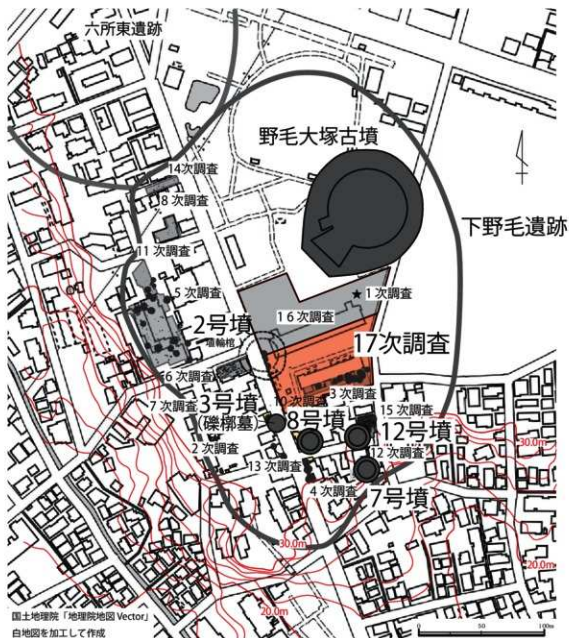 六所東遺跡
野毛大塚古墳
14次調査
8次調査
下野毛遺跡
11次調査
5次調査
★1次調査
16次調査
2号墳
埴輪棺
17次調査
6次調査
3号墳
(礫槨墓)
7次調査
10次調査
3次調査
8号墳
15次調査
12号墳
2次調査
13次調査
12次調査
4次調査
7号墳
30.0m
30.0m
20.0m
20.0m
国土地理院「地理院地図 Vector」
白地図を加工して作成
0 50 100m